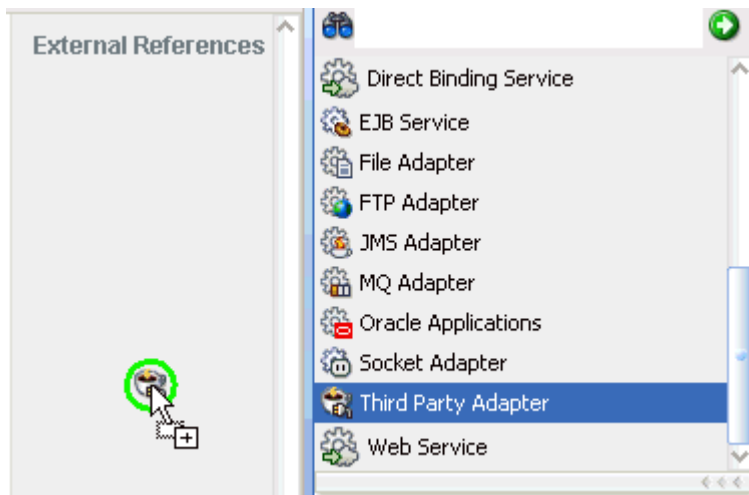 External References
Direct Binding Service
EJB Service
File Adapter
FTP Adapter
JMS Adapter
MQ Adapter
Oracle Applications
Socket Adapter
Third Party Adapter
Web Service